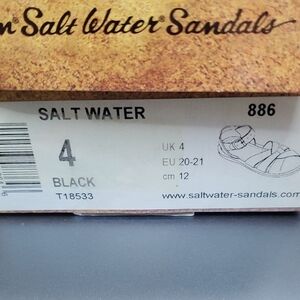 Salt Water Sandals
SALT WATER 886
4 UK 4
EU 20-21
BLACK cm 12
T18533 www.saltwater-sandals.com